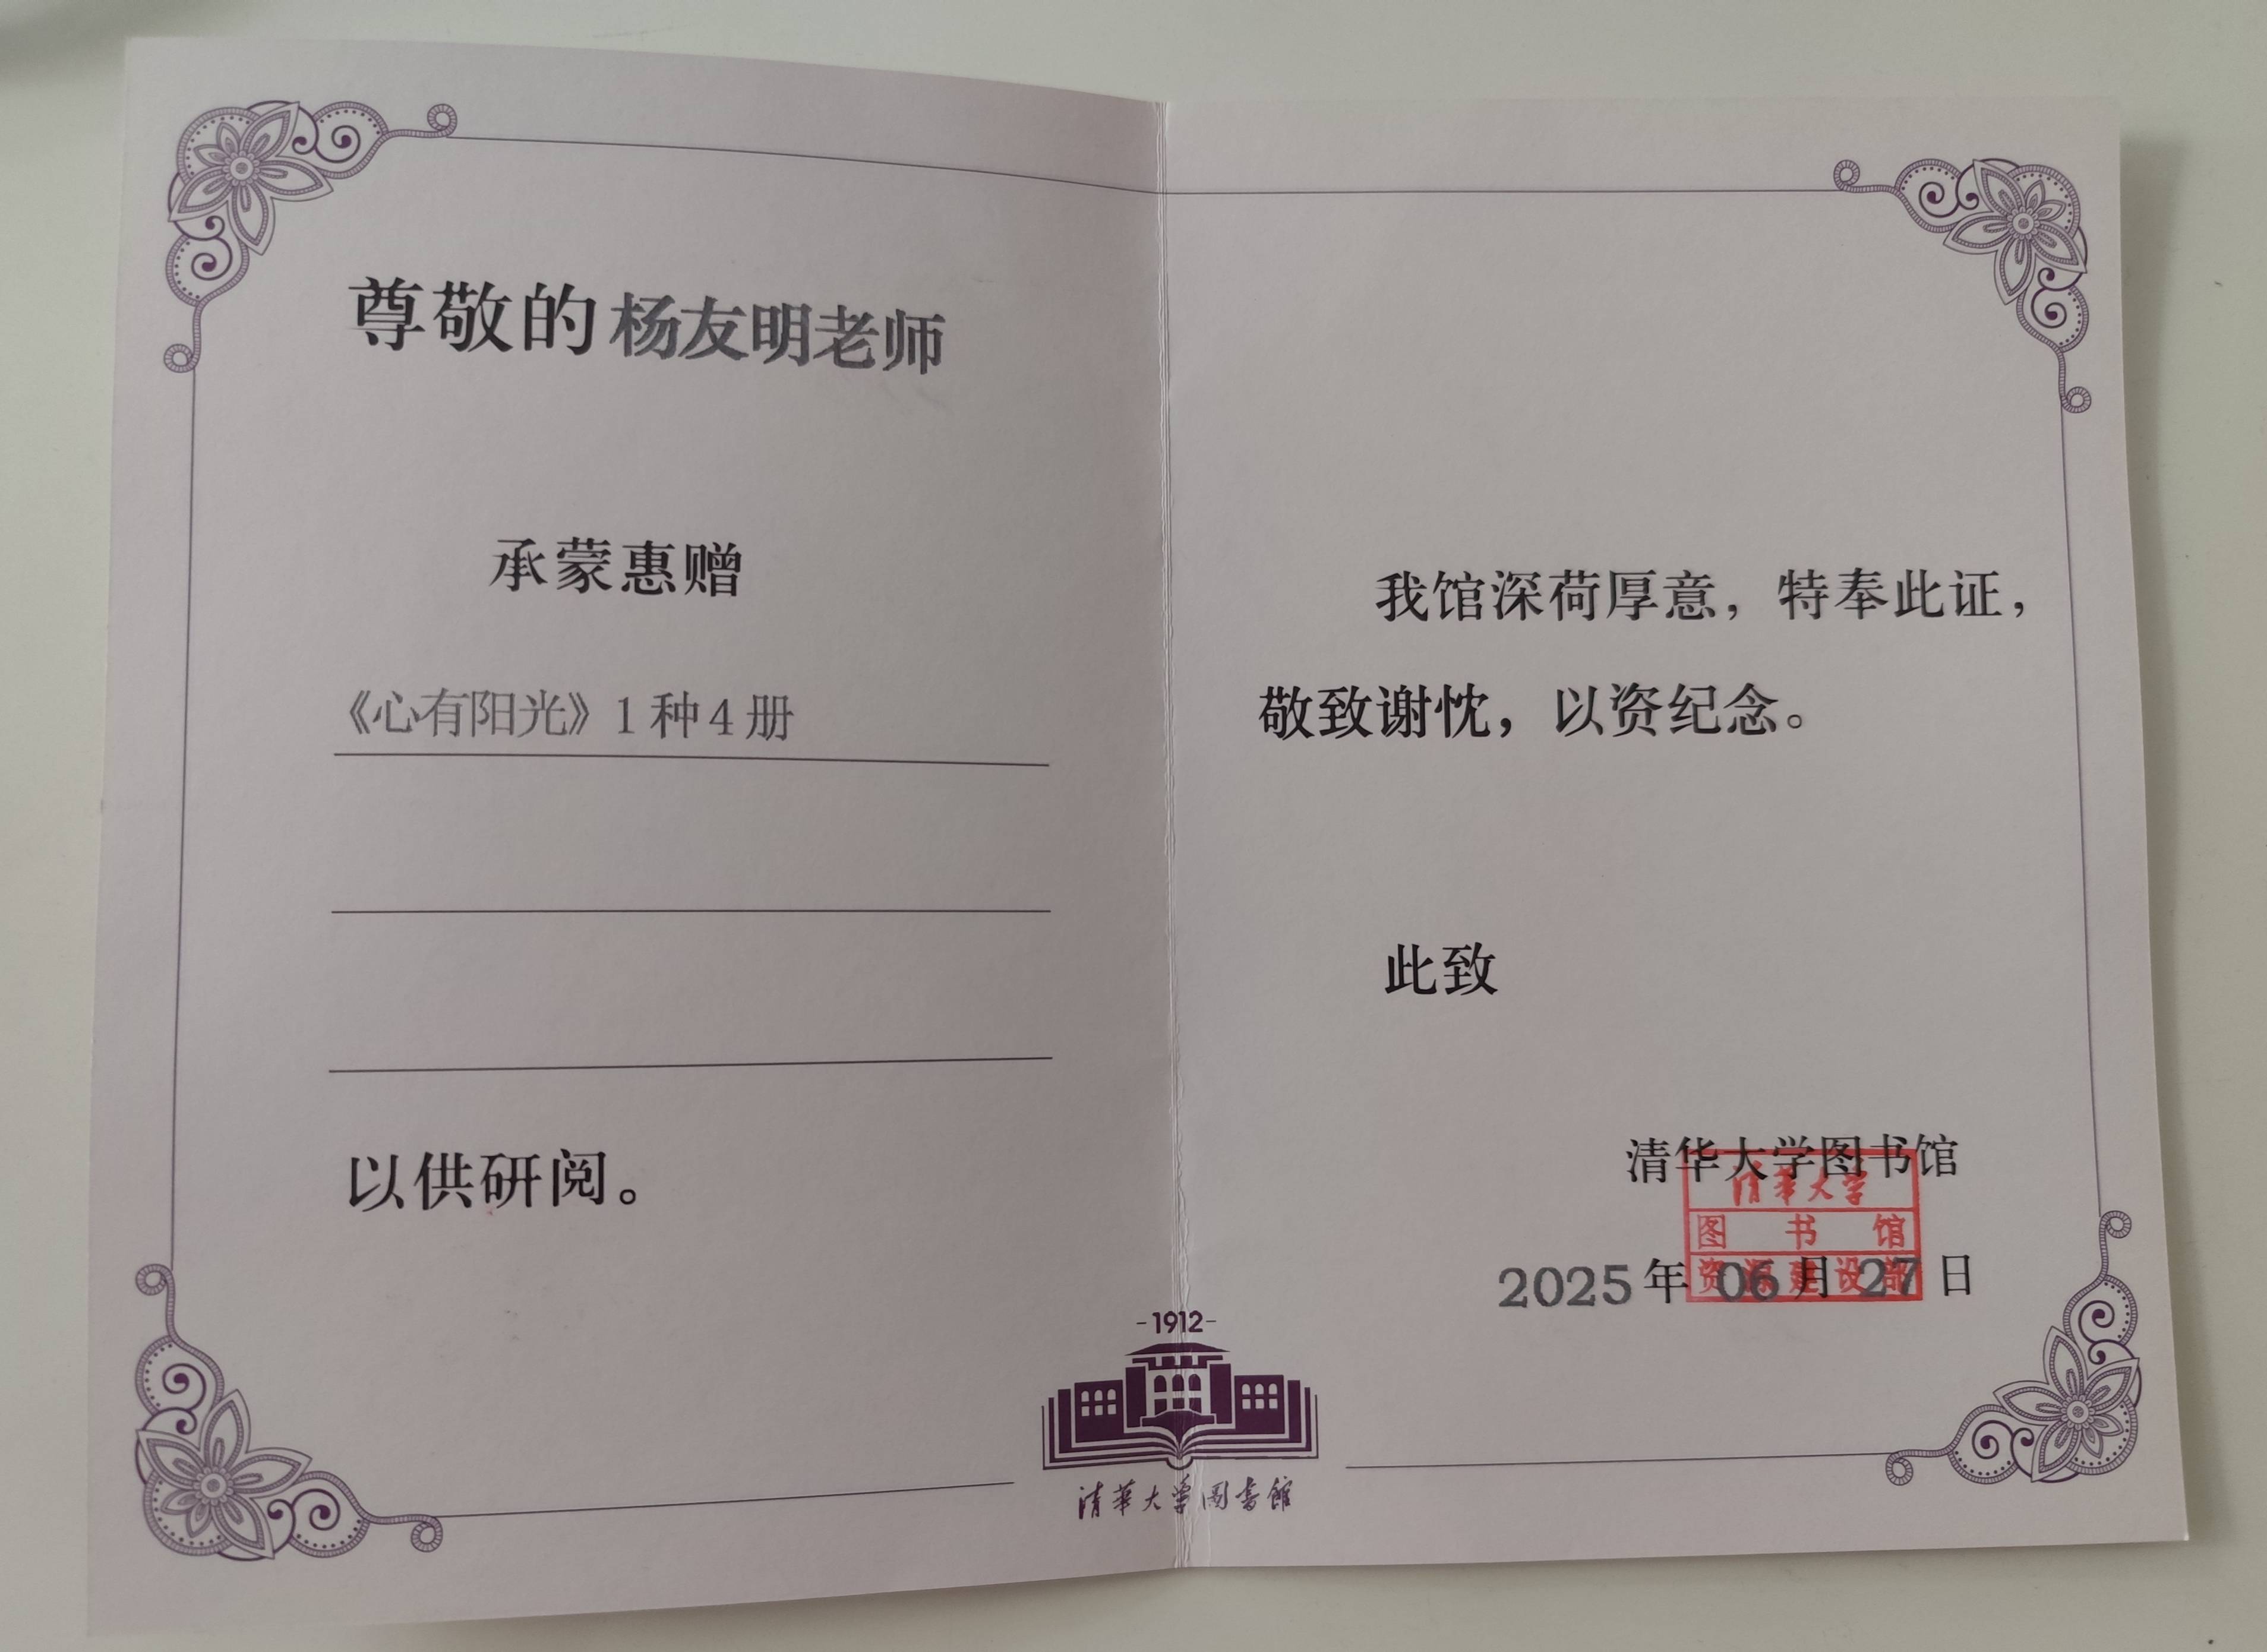 尊敬的杨友明老师
承蒙惠赠
《心有阳光》1种4册
以供研阅。
我馆深荷厚意，特奉此证，
敬致谢忱，以资纪念。
此致
清华大学图书馆
清华大学
图书馆
资源建设部
2025年06月27日
-1912-
清華大学图書館